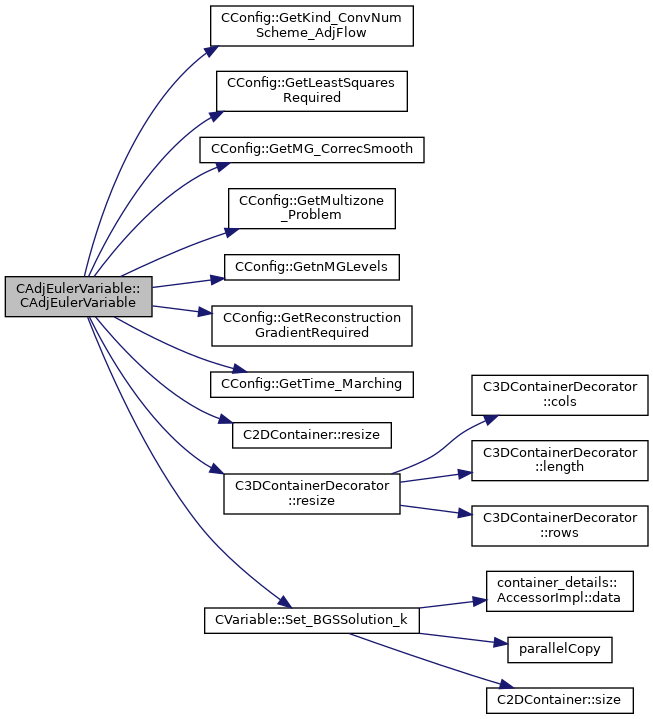 CConfig::GetKind_ConvNum
Scheme_AdjFlow
CConfig::GetLeastSquares
Required
CConfig::GetMG_CorrecSmooth
CConfig::GetMultizone
_Problem
CAdjEulerVariable::
CAdjEulerVariable
CConfig::GetnMGLevels
CConfig::GetReconstruction
GradientRequired
CConfig::GetTime_Marching
C2DContainer::resize
C3DContainerDecorator
::resize
C3DContainerDecorator
::cols
C3DContainerDecorator
::length
C3DContainerDecorator
::rows
CVariable::Set_BGSSolution_k
container_details::
AccessorImpl::data
parallelCopy
C2DContainer::size